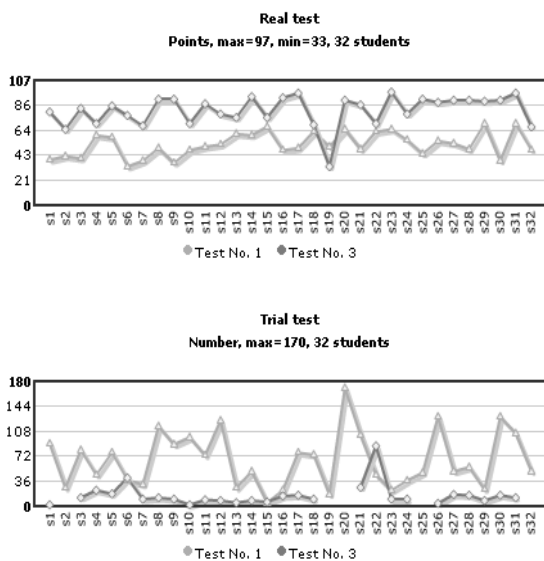 Real test
Points, max=97, min=33, 32 students
107
86
64
43
21
0
s1 s2 s3 s4 s5 s6 s7 s8 s9 s10 s11 s12 s13 s14 s15 s16 s17 s18 s19 s20 s21 s22 s23 s24 s25 s26 s27 s28 s29 s30 s31 s32
Test No. 1 Test No. 3
Trial test
Number, max=170, 32 students
180
144
108
72
36
0
s1 s2 s3 s4 s5 s6 s7 s8 s9 s10 s11 s12 s13 s14 s15 s16 s17 s18 s19 s20 s21 s22 s23 s24 s25 s26 s27 s28 s29 s30 s31 s32
Test No. 1 Test No. 3